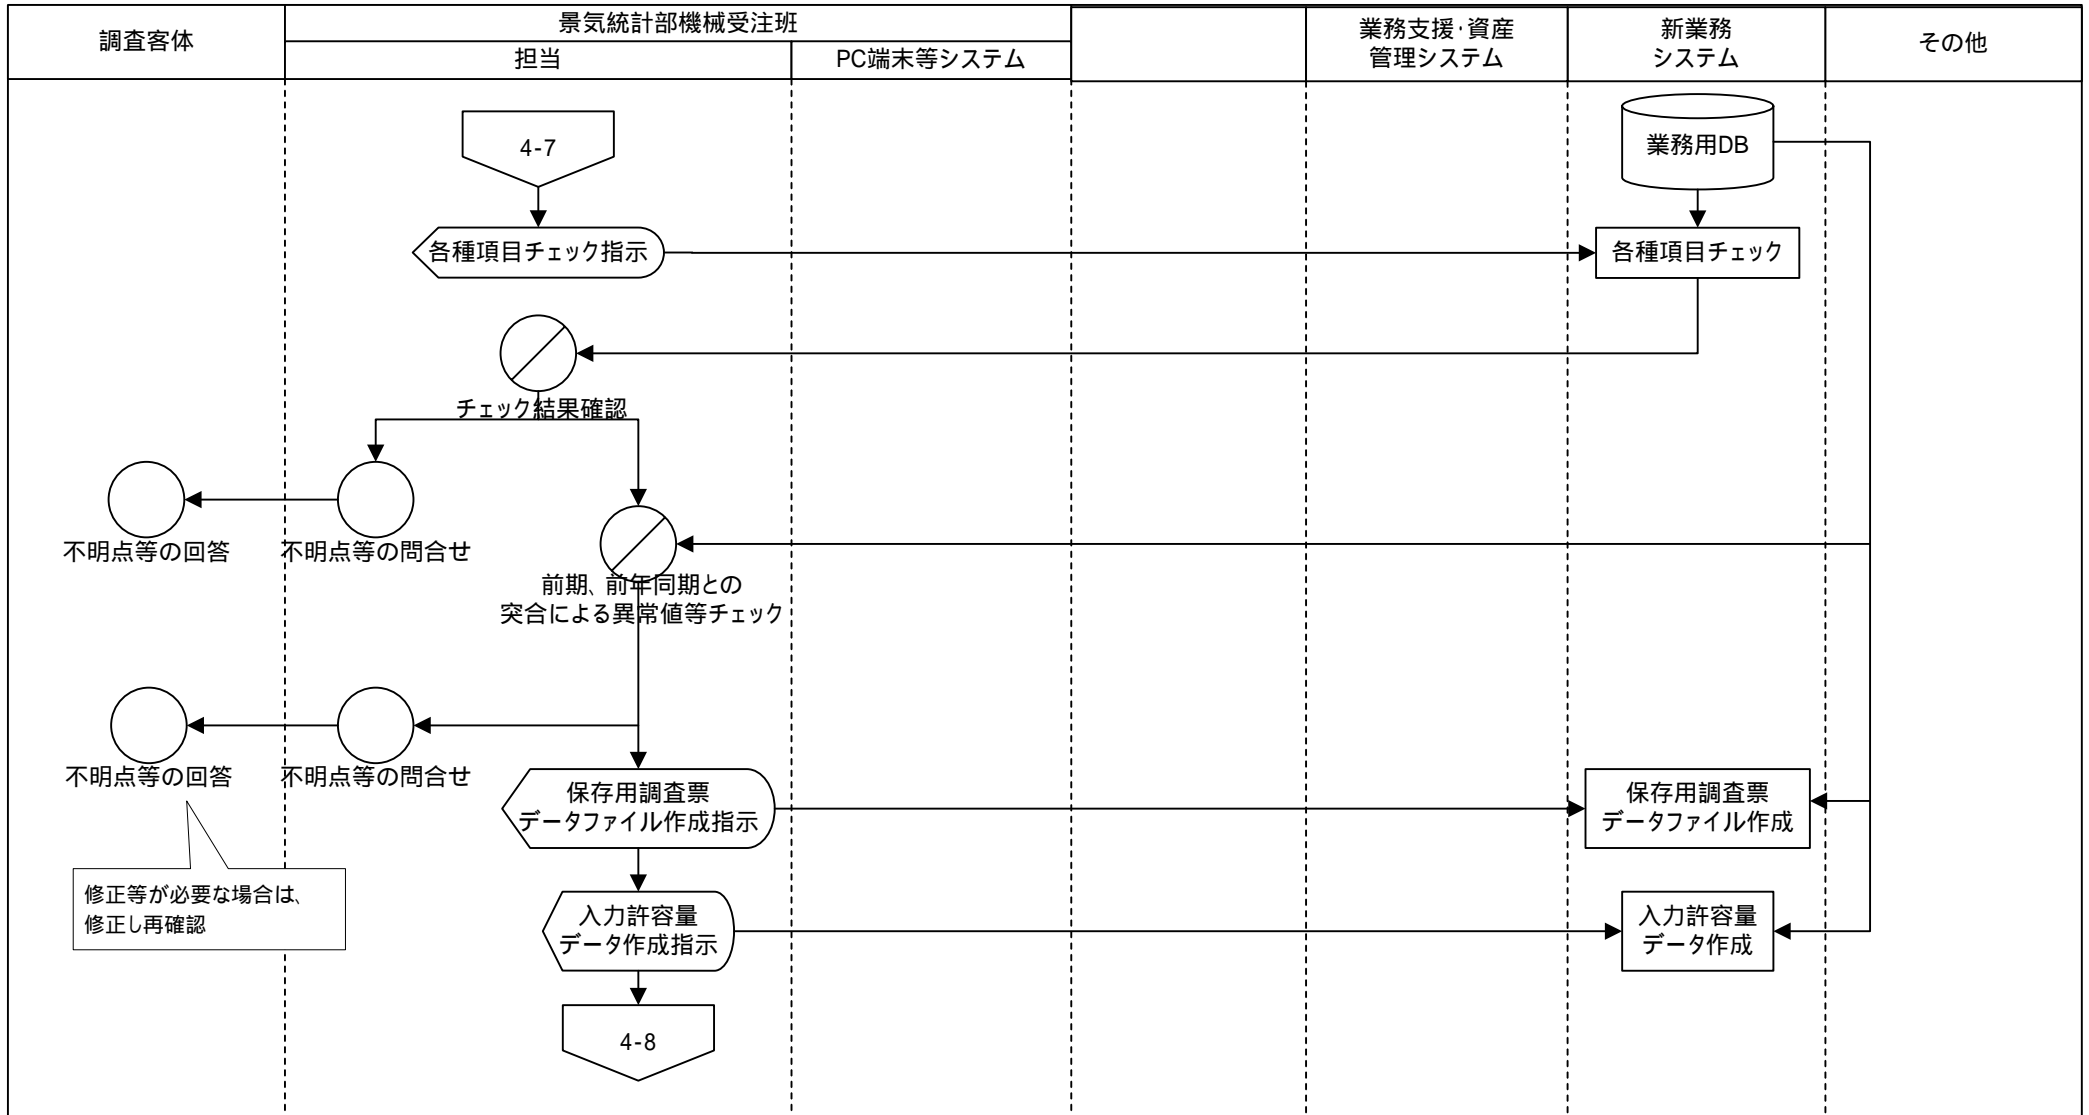 調査客体
景気統計部機械受注班
担当
PC端末等システム
業務支援・資産
管理システム
新業務
システム
その他
4-7
業務用DB
各種項目チェック指示
各種項目チェック
チェック結果確認
不明点等の回答
不明点等の問合せ
前期、前年同期との
突合による異常値等チェック
不明点等の回答
不明点等の問合せ
保存用調査票
データファイル作成指示
保存用調査票
データファイル作成
修正等が必要な場合は、
修正し再確認
入力許容量
データ作成指示
入力許容量
データ作成
4-8